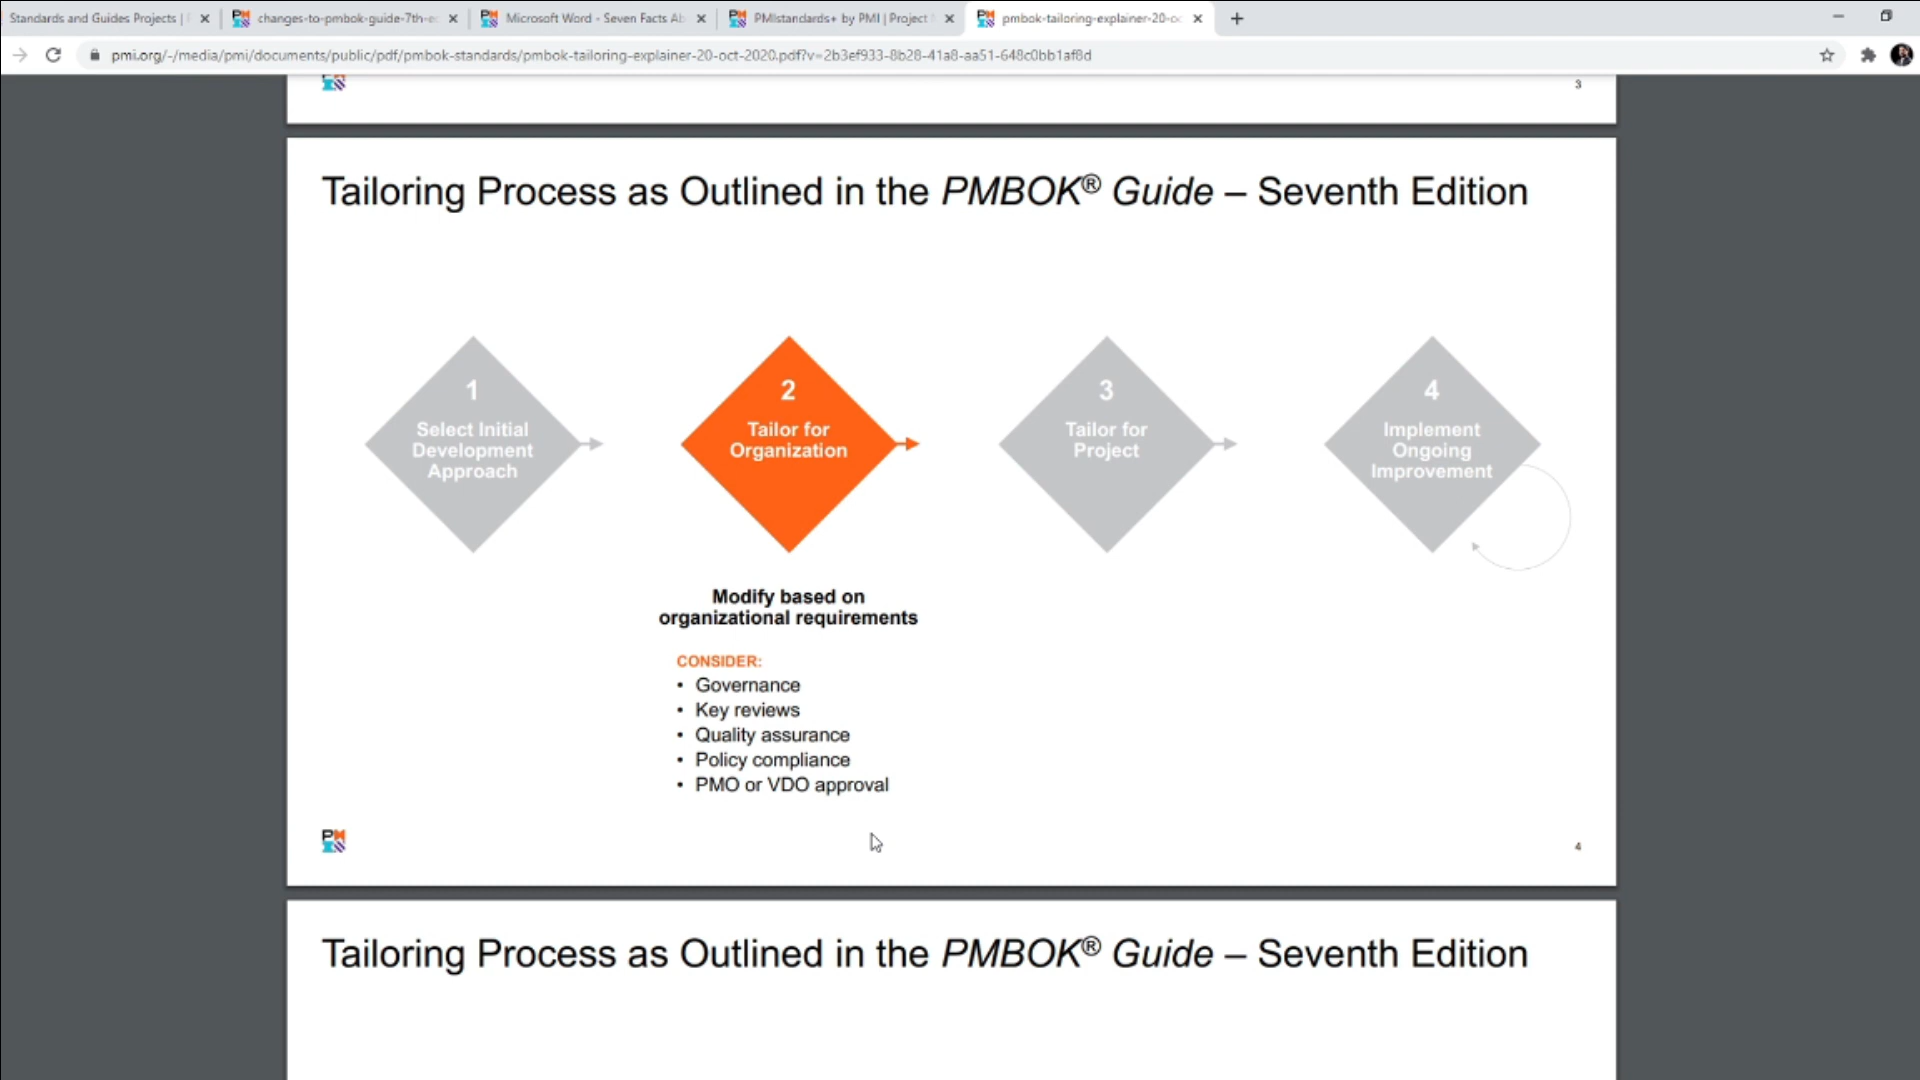 Standards and Guides Projects |
changes-to-pmbok-guide-7th-e
Microsoft Word - Seven Facts Ab
PMIstandards+ by PMI | Project
pmbok-tailoring-explainer-20-oc
pmi.org/-/media/pmi/documents/public/pdf/pmbok-standards/pmbok-tailoring-explainer-20-oct-2020.pdf?v=2b3ef933-8b28-41a8-aa51-648c0bb1af8d
3
Tailoring Process as Outlined in the PMBOK® Guide – Seventh Edition
1
Select Initial
Development
Approach
2
Tailor for
Organization
3
Tailor for
Project
4
Implement
Ongoing
Improvement
Modify based on
organizational requirements
CONSIDER:
• Governance
• Key reviews
• Quality assurance
• Policy compliance
• PMO or VDO approval
4
Tailoring Process as Outlined in the PMBOK® Guide – Seventh Edition